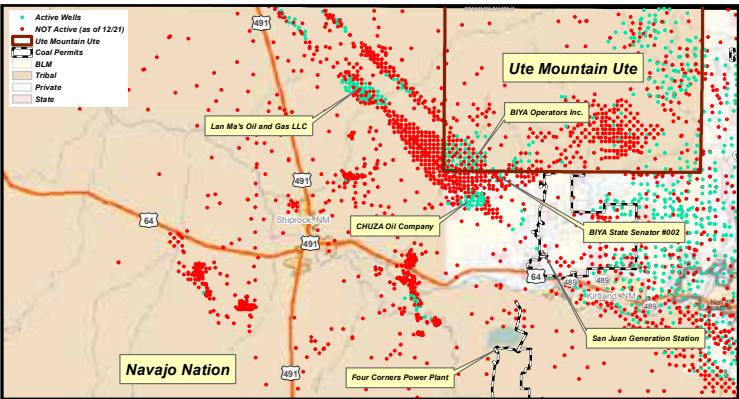 Active Wells
NOT Active (as of 12/21)
Ute Mountain Ute
Coal Permits
BLM
Tribal
Private
State
491
Ute Mountain Ute
BIYA Operators Inc.
Lan Ma's Oil and Gas LLC
491
64
Shiprock, NM
CHUZA Oil Company
BIYA State Senator #002
491
64
489
489
Kirtland, NM
489
San Juan Generation Station
Navajo Nation
491
Four Corners Power Plant